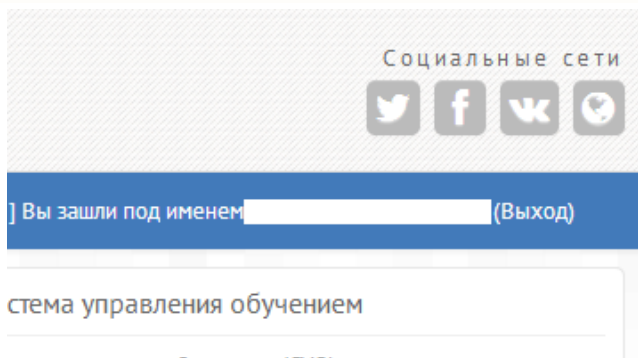 Социальные сети
] Вы зашли под именем (Выход)
стема управления обучением